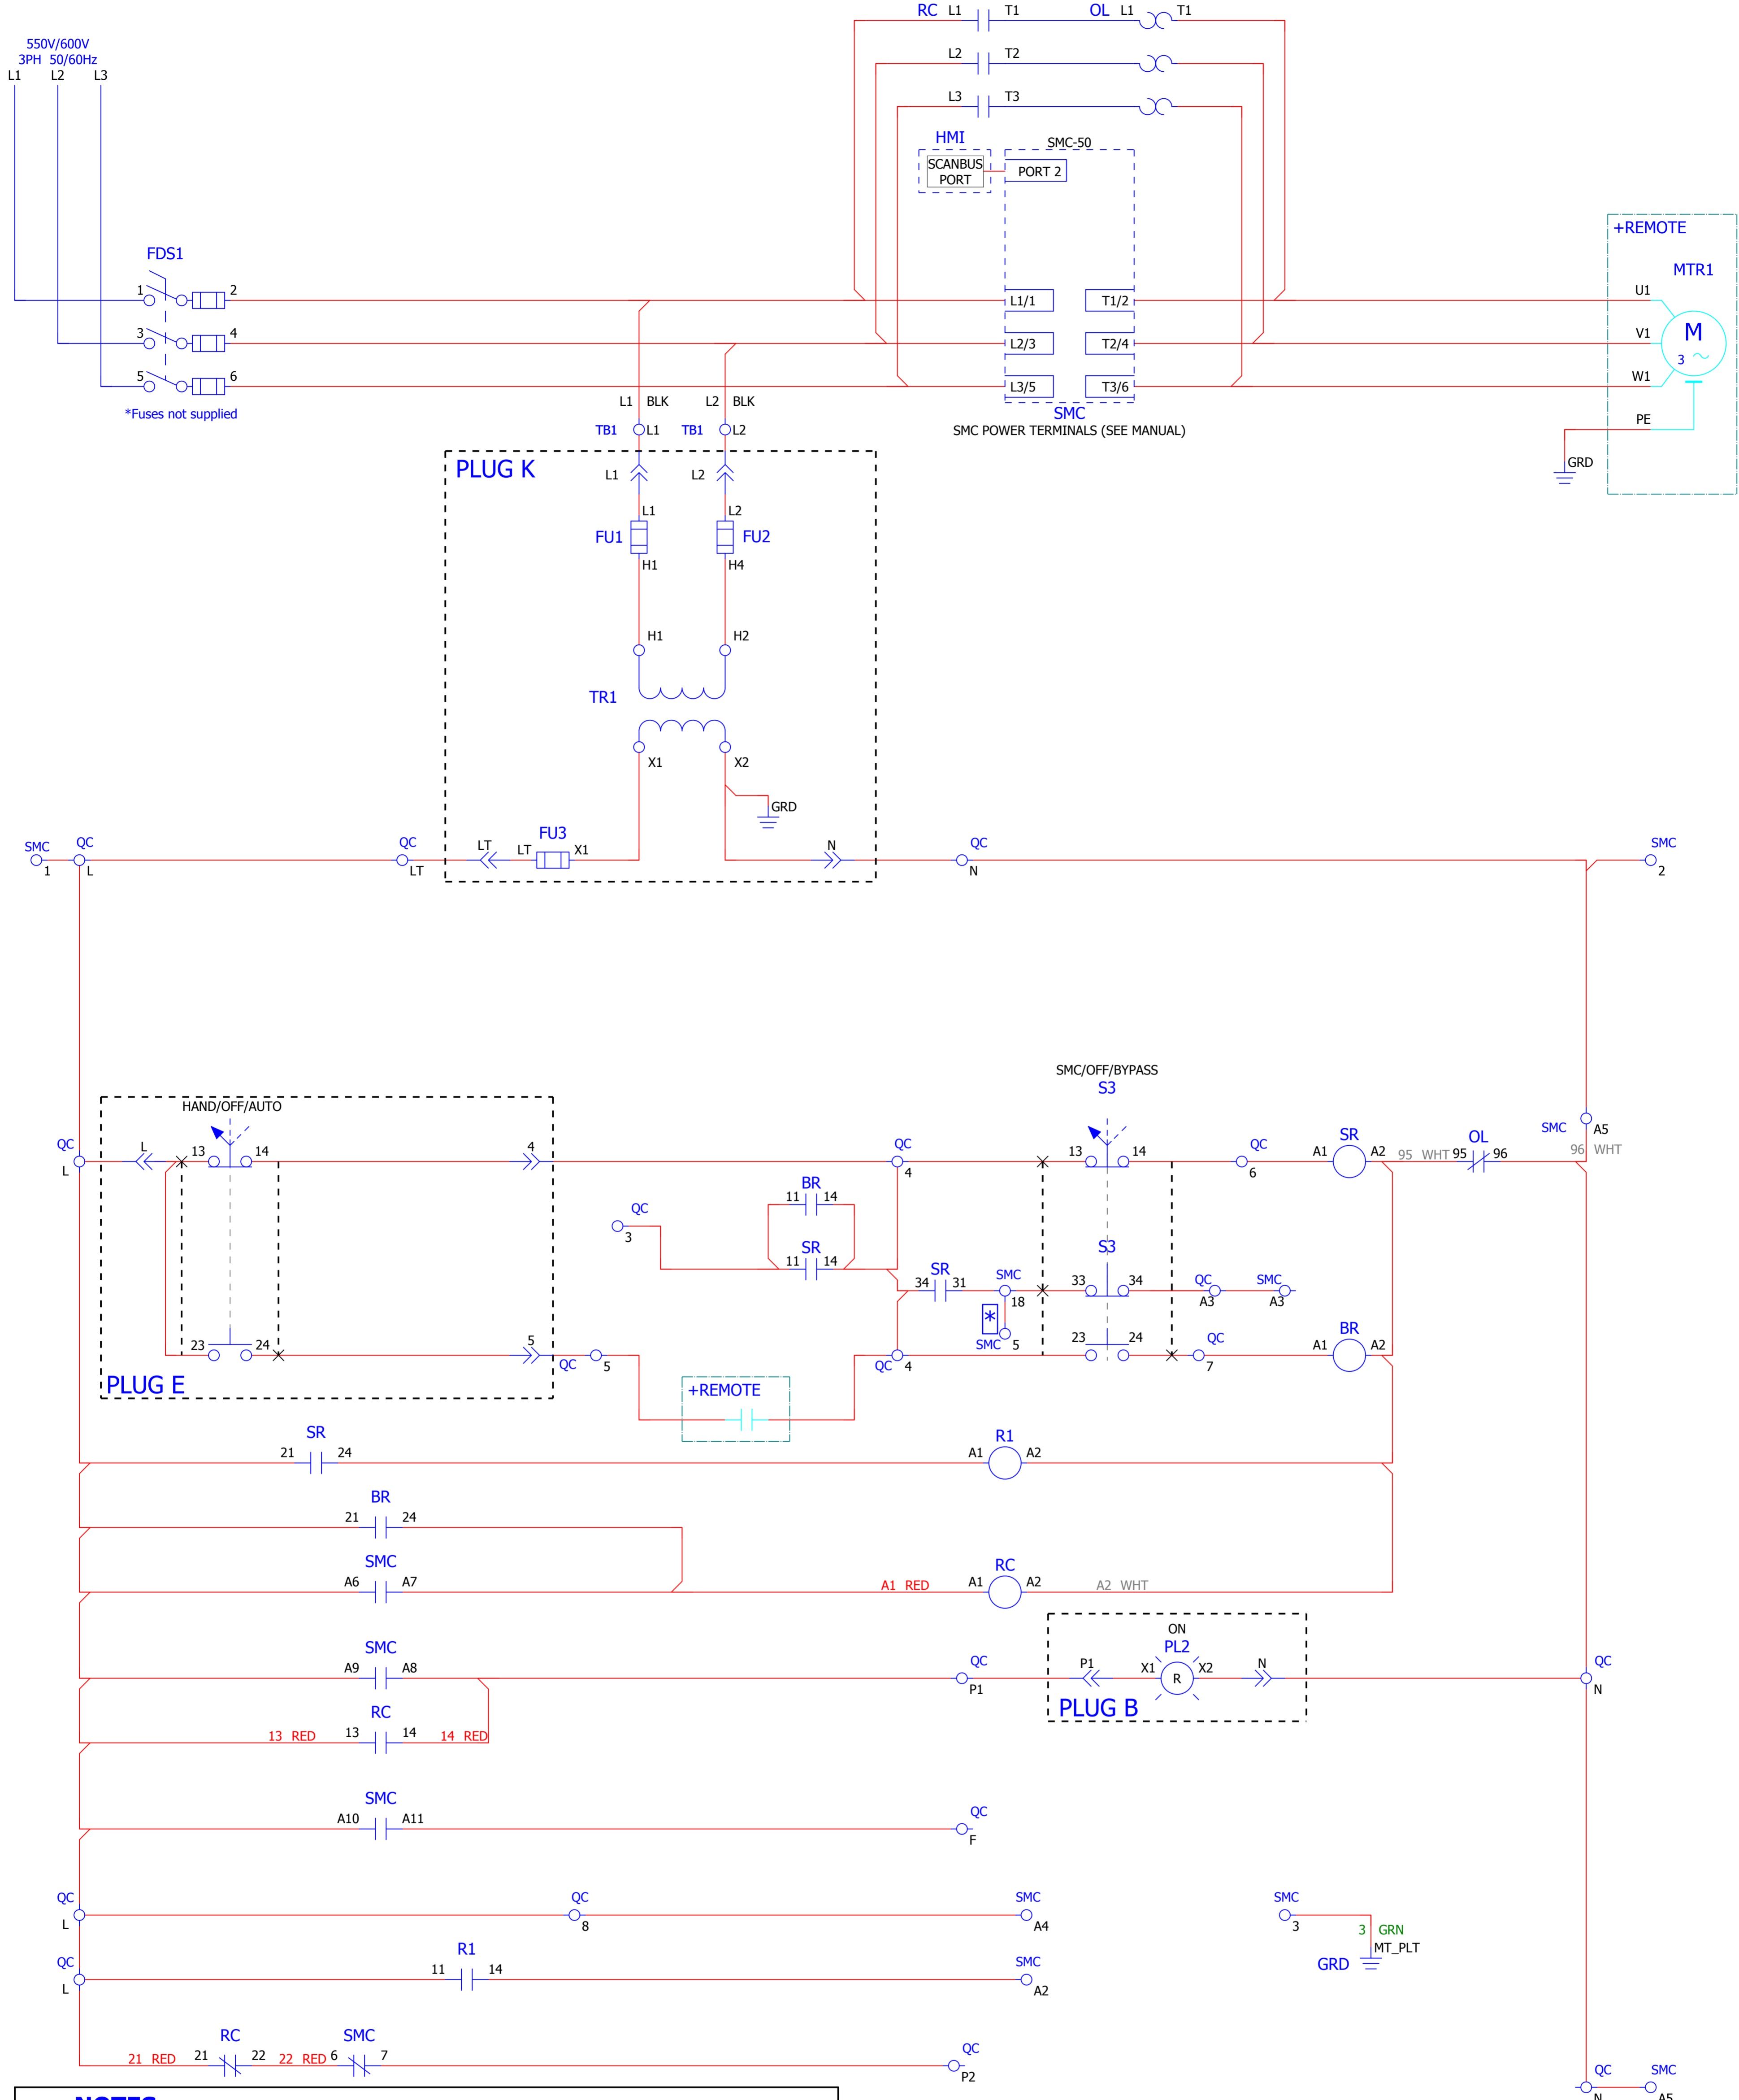 RC L1 T1 OL L1 T1
550V/600V
3PH 50/60Hz
L1 L2 L3
L2 T2
L3 T3
HMI
SMC-50
SCANBUS
PORT
PORT 2
+REMOTE
FDS1
MTR1
1 2
L1/1 T1/2
U1
3 4
L2/3 T2/4
V1
M
3
5 6
L3/5 T3/6
W1
*Fuses not supplied
L1 BLK L2 BLK
SMC
PE
TB1 L1 TB1 L2
SMC POWER TERMINALS (SEE MANUAL)
GRD
PLUG K
L1 L2
L1 L2
FU1 FU2
H1 H4
H1 H2
TR1
X1 X2
GRD
SMC QC QC FU3 QC SMC
LT LT X1 N
1 L LT N 2
SMC/OFF/BYPASS
S3
HAND/OFF/AUTO
SMC A5
QC L 13 14 4 QC 13 14 QC SR OL
A1 A2 95 WHT 95 96 96 WHT
L 4 6
BR
11 14
QC
3
SR
11 14
S3
SR
34 31 SMC 33 34 QC SMC
18 A3 A3
*
SMC 5
23 24 5 23 24 QC BR
A1 A2
QC 5 QC 4 7
PLUG E
+REMOTE
SR
21 24
R1
A1 A2
BR
21 24
SMC
A6 A7
RC
A1 RED A1 A2 A2 WHT
ON
SMC
A9 A8
PL2
QC P1 X1 R X2 N QC
P1 N
PLUG B
RC
13 RED 13 14 14 RED
SMC
A10 A11
QC
F
QC QC SMC SMC
L 8 A4 3
3 GRN
MT_PLT
GRD
QC R1 SMC
11 14
L A2
RC SMC
21 RED 21 22 22 RED 6 7
QC
P2
QC SMC
N A5
NOTES